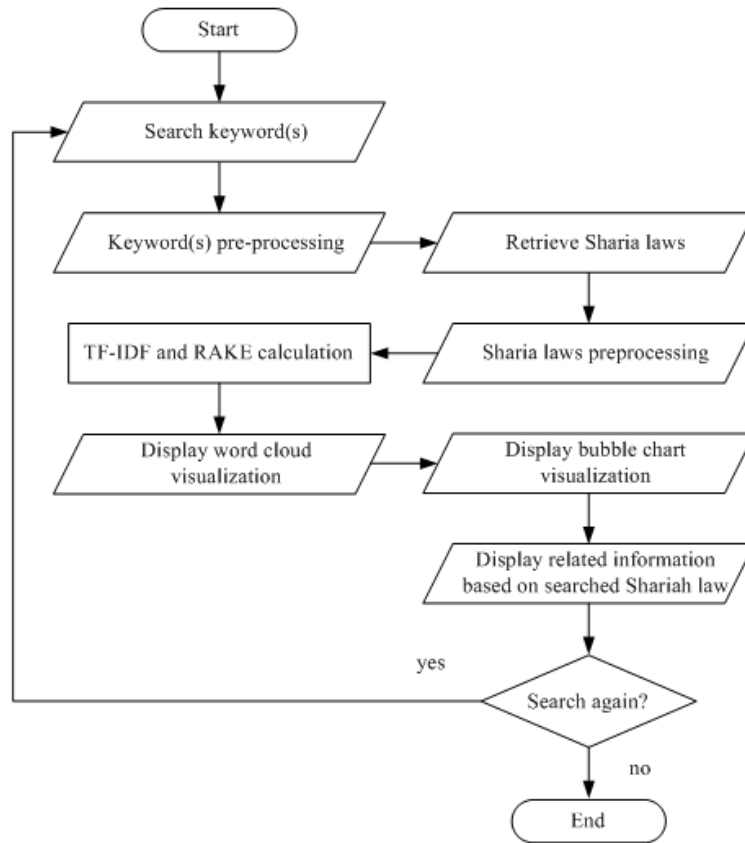 Start
Search keyword(s)
Keyword(s) pre-processing
Retrieve Sharia laws
TF-IDF and RAKE calculation
Sharia laws preprocessing
Display word cloud
visualization
Display bubble chart
visualization
Display related information
based on searched Shariah law
yes
Search again?
no
End